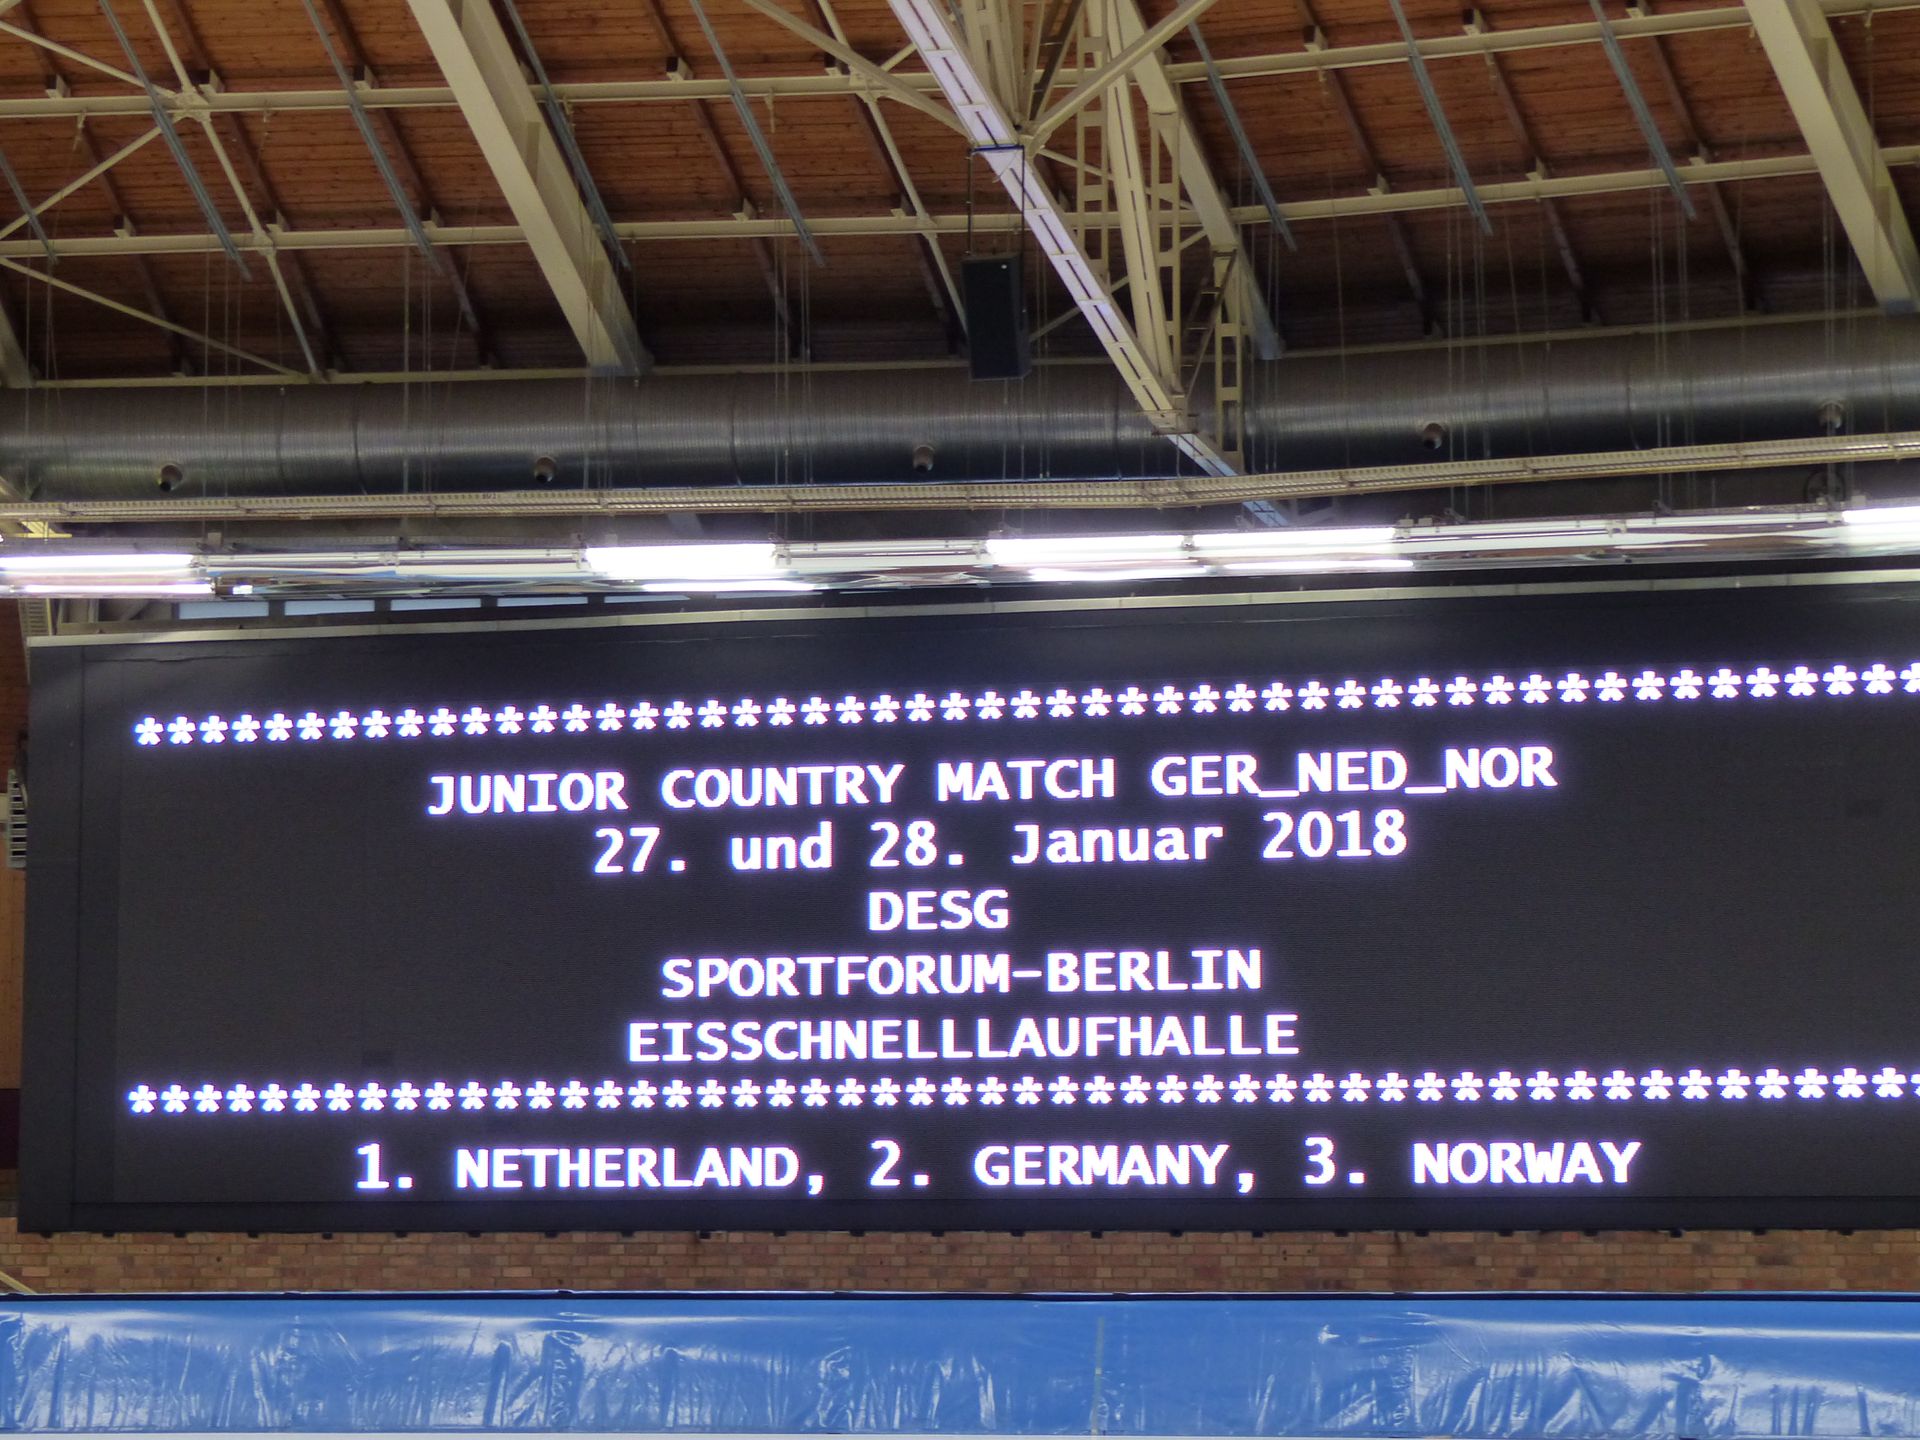 *****************************************************
JUNIOR COUNTRY MATCH GER_NED_NOR
27. und 28. Januar 2018
DESG
SPORTFORUM-BERLIN
EISSCHNELLLAUFHALLE
*****************************************************
1. NETHERLAND, 2. GERMANY, 3. NORWAY